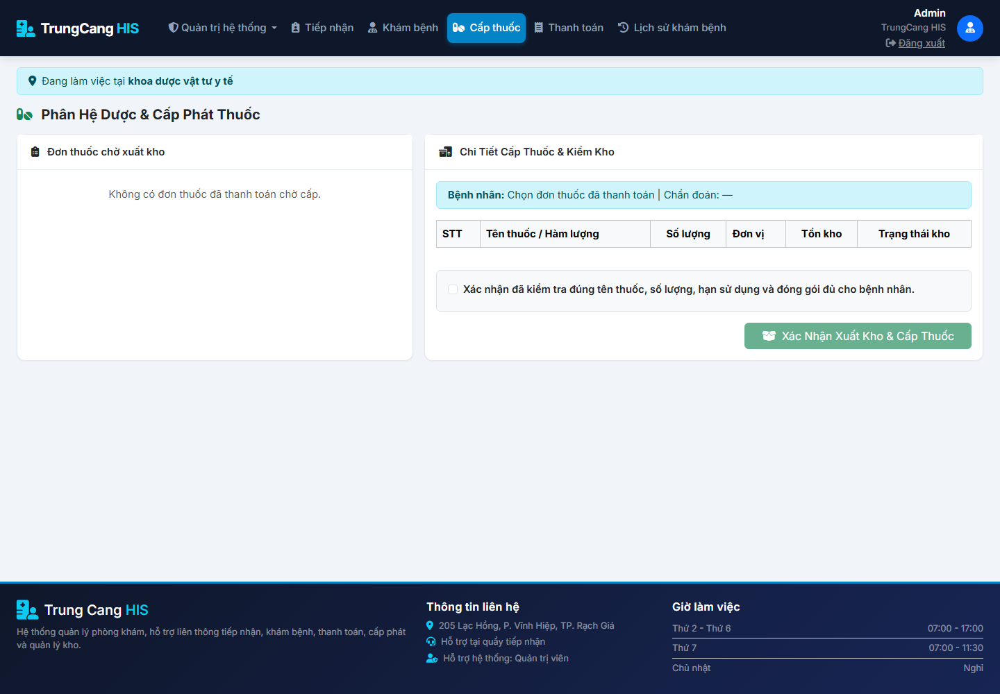 TrungCang HIS
Quản trị hệ thống
Tiếp nhận
Khám bệnh
Cấp thuốc
Thanh toán
Lịch sử khám bệnh
Admin
TrungCang HIS
Đăng xuất
Đang làm việc tại khoa dược vật tư y tế
Phân Hệ Dược & Cấp Phát Thuốc
Đơn thuốc chờ xuất kho
Không có đơn thuốc đã thanh toán chờ cấp.
Chi Tiết Cấp Thuốc & Kiểm Kho
Bệnh nhân: Chọn đơn thuốc đã thanh toán | Chẩn đoán: —
STT Tên thuốc / Hàm lượng Số lượng Đơn vị Tồn kho Trạng thái kho
Xác nhận đã kiểm tra đúng tên thuốc, số lượng, hạn sử dụng và đóng gói đủ cho bệnh nhân.
Xác Nhận Xuất Kho & Cấp Thuốc
Trung Cang HIS
Hệ thống quản lý phòng khám, hỗ trợ liên thông tiếp nhận, khám bệnh, thanh toán, cấp phát
và quản lý kho.
Thông tin liên hệ
205 Lạc Hồng, P. Vĩnh Hiệp, TP. Rạch Giá
Hỗ trợ tại quầy tiếp nhận
Hỗ trợ hệ thống: Quản trị viên
Giờ làm việc
Thứ 2 - Thứ 6 07:00 - 17:00
Thứ 7 07:00 - 11:30
Chủ nhật Nghỉ